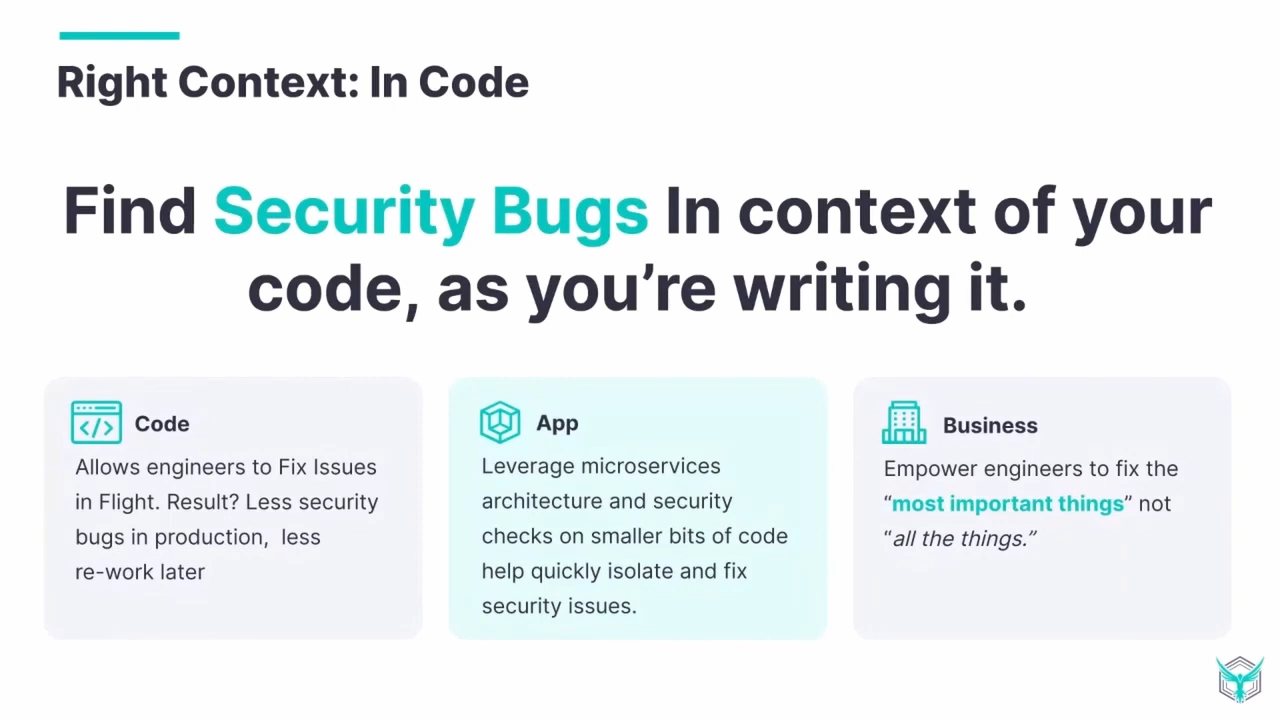 Right Context: In Code
Find Security Bugs In context of your
code, as you’re writing it.
Code
Allows engineers to Fix Issues
in Flight. Result? Less security
bugs in production,  less
re-work later
App
Leverage microservices
architecture and security
checks on smaller bits of code
help quickly isolate and fix
security issues.
Business
Empower engineers to fix the
“most important things” not
“all the things.”